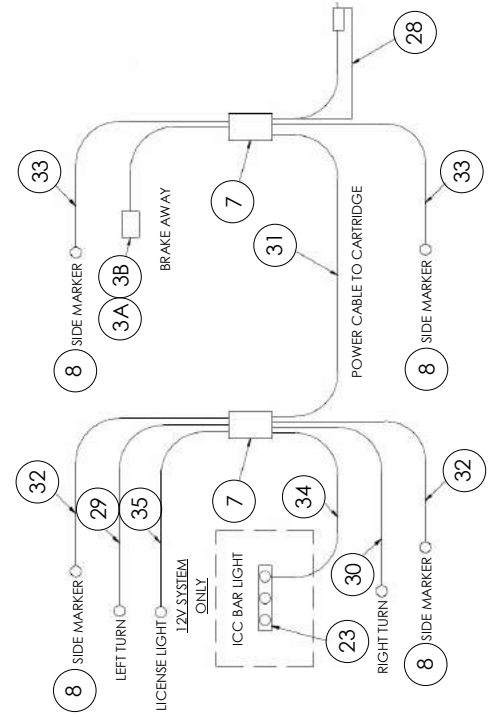 32
8 SIDE MARKER
29
LEFT TURN
35
LICENSE LIGHT
12V SYSTEM
ONLY
ICC BAR LIGHT
7
34
23
30
RIGHT TURN
8 SIDE MARKER
32
33
8 SIDE MARKER
3A 3B
BRAKE AWAY
7
31
POWER CABLE TO CARTRIDGE
28
8 SIDE MARKER
33